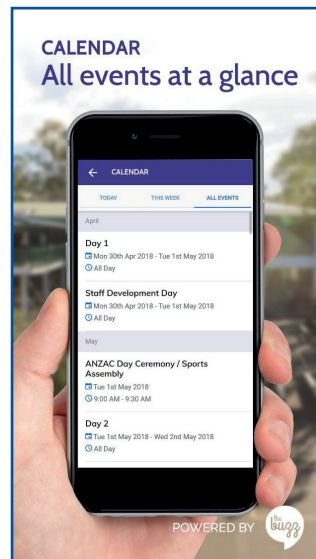 CALENDAR
All events at a glance
CALENDAR
TODAY THIS WEEK ALL EVENTS
April
Day 1
Mon 30th Apr 2018 - Tue 1st May 2018
All Day
Staff Development Day
Mon 30th Apr 2018 - Tue 1st May 2018
All Day
May
ANZAC Day Ceremony / Sports
Assembly
Tue 1st May 2018
9:00 AM - 9:30 AM
Day 2
Tue 1st May 2018 - Wed 2nd May 2018
All Day
POWERED BY
the
buzz